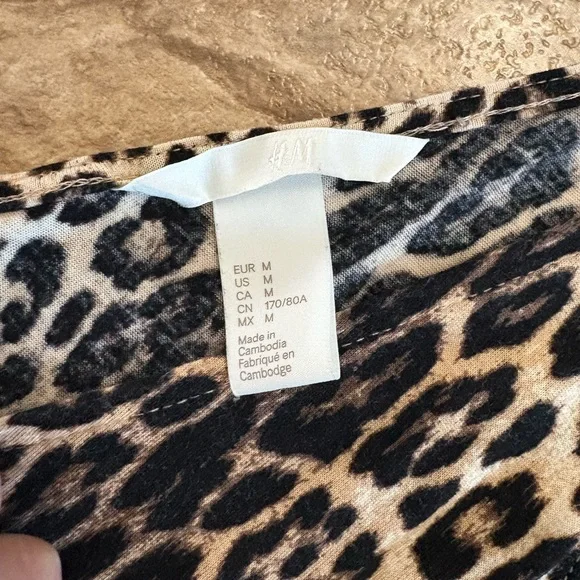 H&M
EUR M
US M
CA M
CN 170/80A
MX M
Made in
Cambodia
Fabriqué en
Cambodge